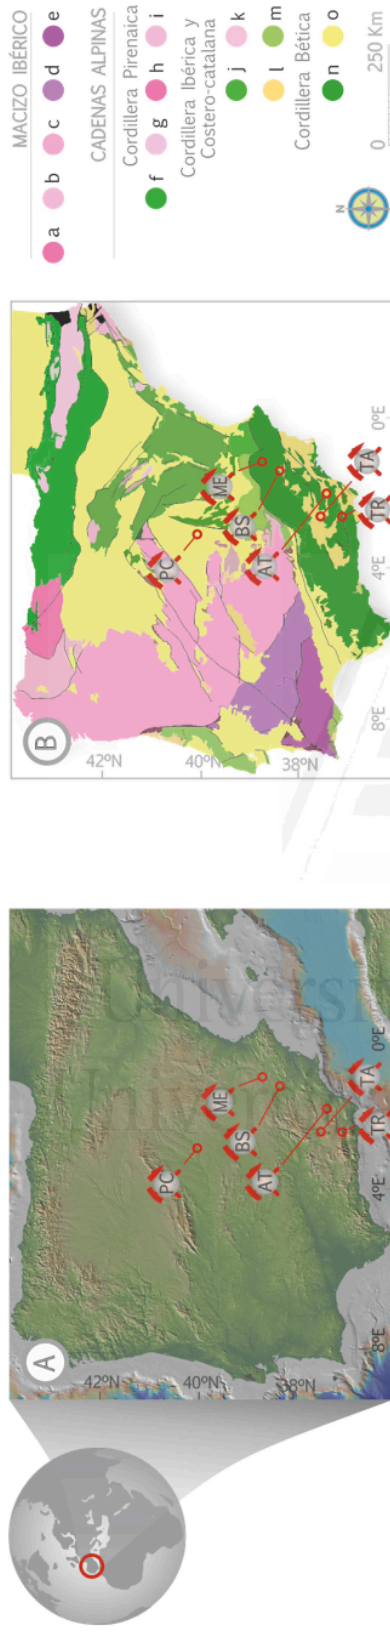 A
42ºN
40ºN
38ºN
8ºE
4ºE
0ºE
PC
ME
BS
AT
TA
TR
Universi
Univer
B
42ºN
40ºN
38ºN
8ºE
4ºE
0ºE
PC
ME
BS
AT
TA
TR
MACIZO IBÉRICO
a b c d e
CADENAS ALPINAS
Cordillera Pirenaica
f g h i
Cordillera Ibérica y
Costero-catalana
j k
l m
Cordillera Bética
n o
N
0 250 Km